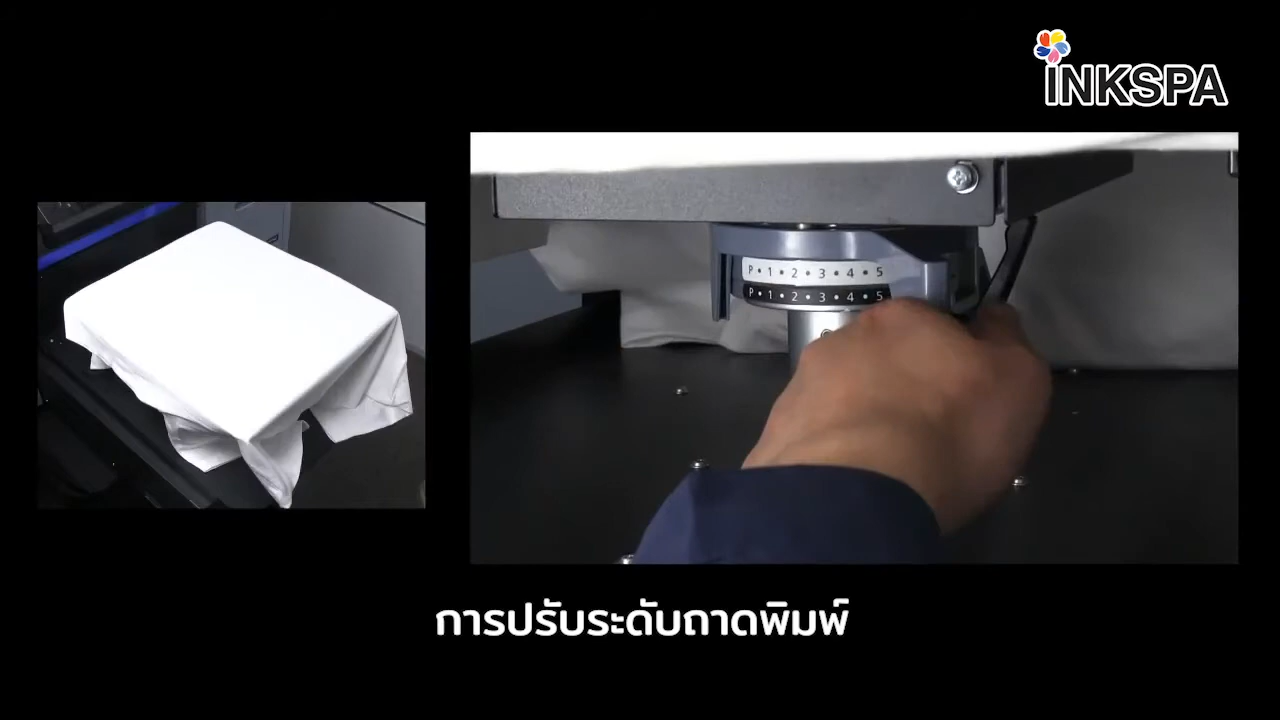 iNKSPA
P • 1 • 2 • 3 • 4 • 5
P • 1 • 2 • 3 • 4 • 5
การปรับระดับถาดพิมพ์